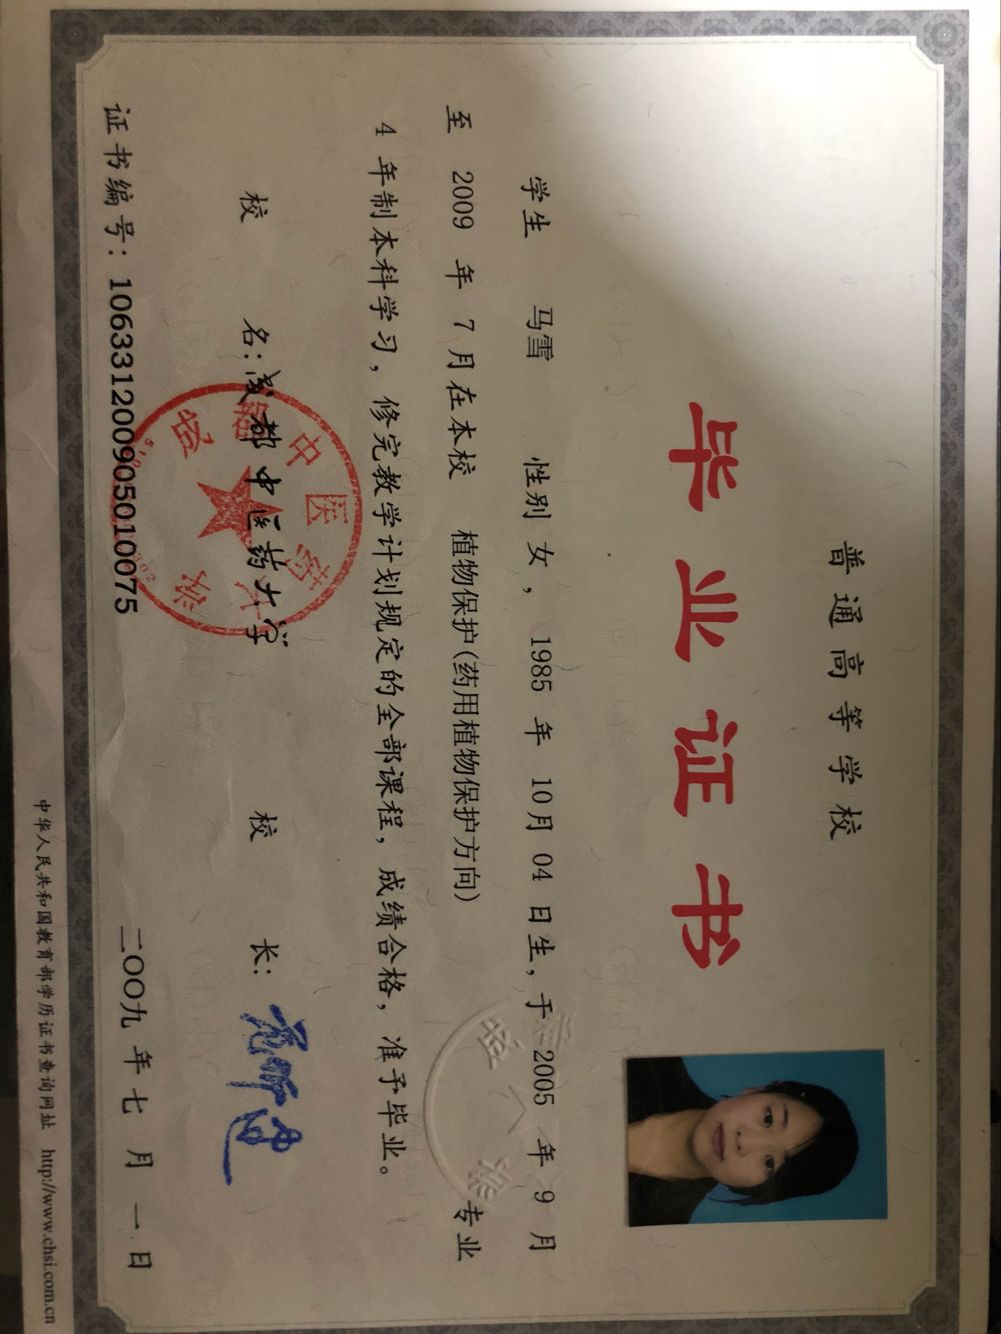 普通高等学校
毕业证书
学生 马雪 性别 女，1985 年 10 月 04 日生，于 2005 年 9 月
至 2009 年 7 月在本校 植物保护(药用植物保护方向) 专业
4 年制本科学习，修完教学计划规定的全部课程，成绩合格，准予毕业。
校 名：成都中医药大学 校 长：
证书编号：106331200905010075 二〇〇九 年 七 月 一 日
中华人民共和国教育部学历证书查询网址 http://www.chsi.com.cn